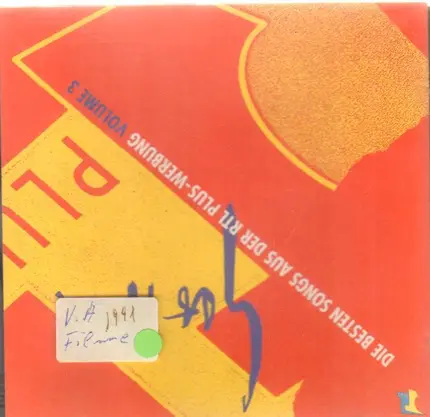 DIE BESTEN SONGS AUS DER RTL PLUS-WERBUNG VOLUME 3
PLU
V.A 1991
Filme